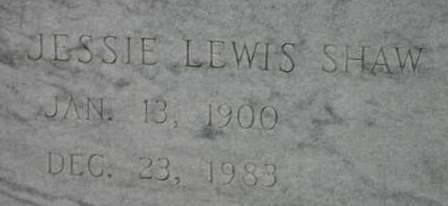 JESSIE LEWIS SHAW
JAN. 13, 1900
DEC. 23, 1983